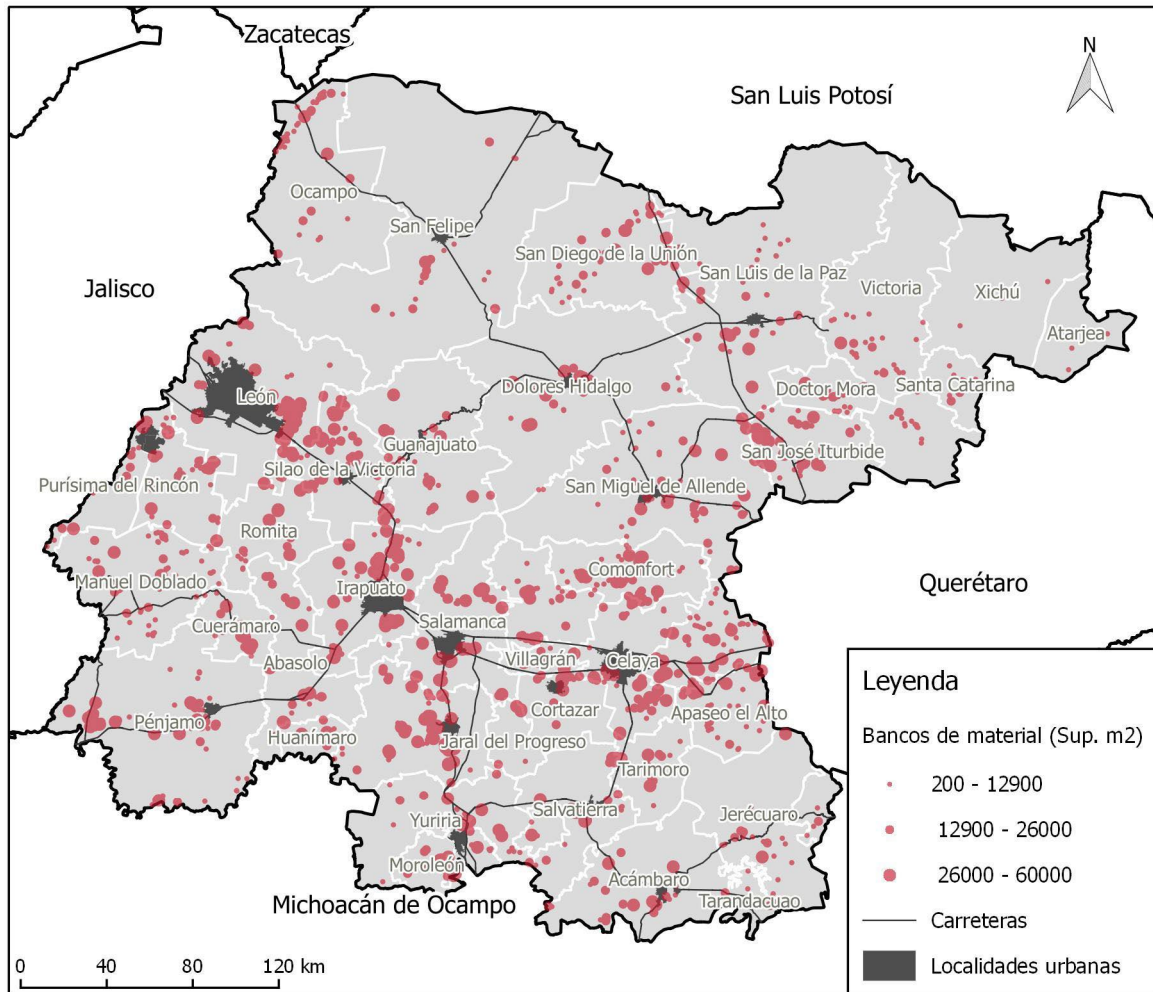 Zacatecas
N
San Luis Potosí
Ocampo
San Felipe
San Diego de la Unión
San Luis de la Paz
Jalisco
Victoria
Xichú
Atarjea
Dolores Hidalgo
Doctor Mora
Santa Catarina
León
Guanajuato
San José Iturbide
Silao de la Victoria
Purísima del Rincón
San Miguel de Allende
Romita
Comonfort
Manuel Doblado
Irapuato
Querétaro
Cuerámaro
Salamanca
Abasolo
Villagrán
Celaya
Cortazar
Apaseo el Alto
Pénjamo
Huanímaro
Jaral del Progreso
Tarimoro
Yuriria
Salvatierra
Jerécuaro
Moroleón
Acámbaro
Tarandacuao
Michoacán de Ocampo
Leyenda
Bancos de material (Sup. m2)
200 - 12900
12900 - 26000
26000 - 60000
Carreteras
Localidades urbanas
0 40 80 120 km